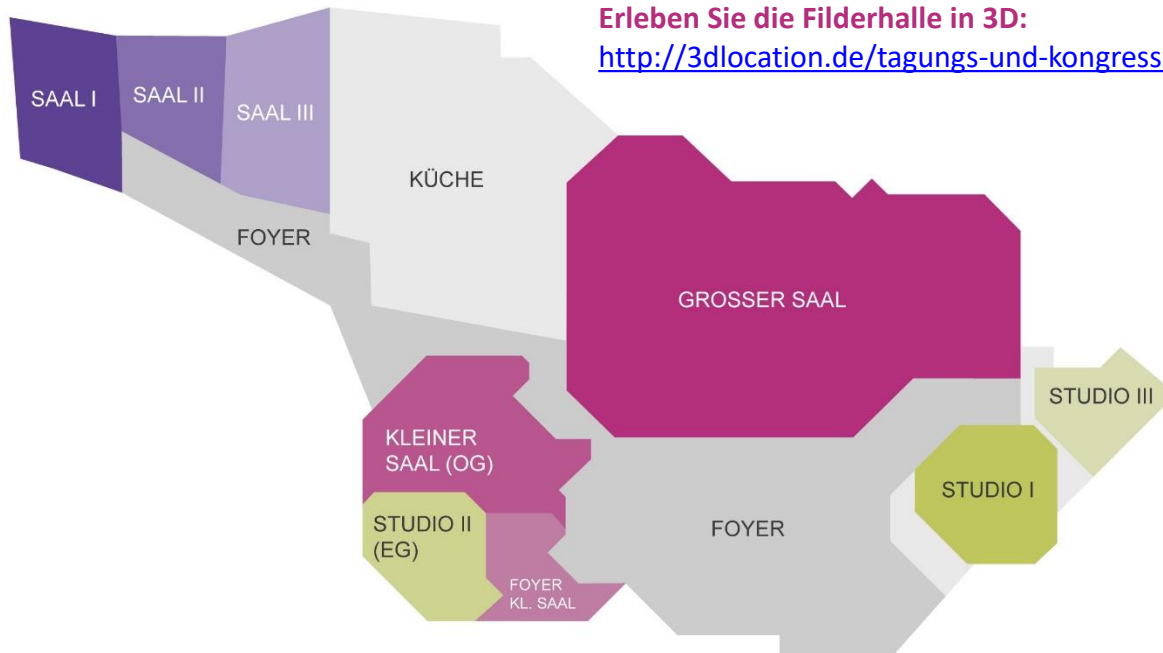 Erleben Sie die Filderhalle in 3D:
http://3dlocation.de/tagungs-und-kongress
SAAL I
SAAL II
SAAL III
KÜCHE
FOYER
GROSSER SAAL
STUDIO III
KLEINER
SAAL (OG)
STUDIO I
STUDIO II
(EG)
FOYER
FOYER
KL. SAAL